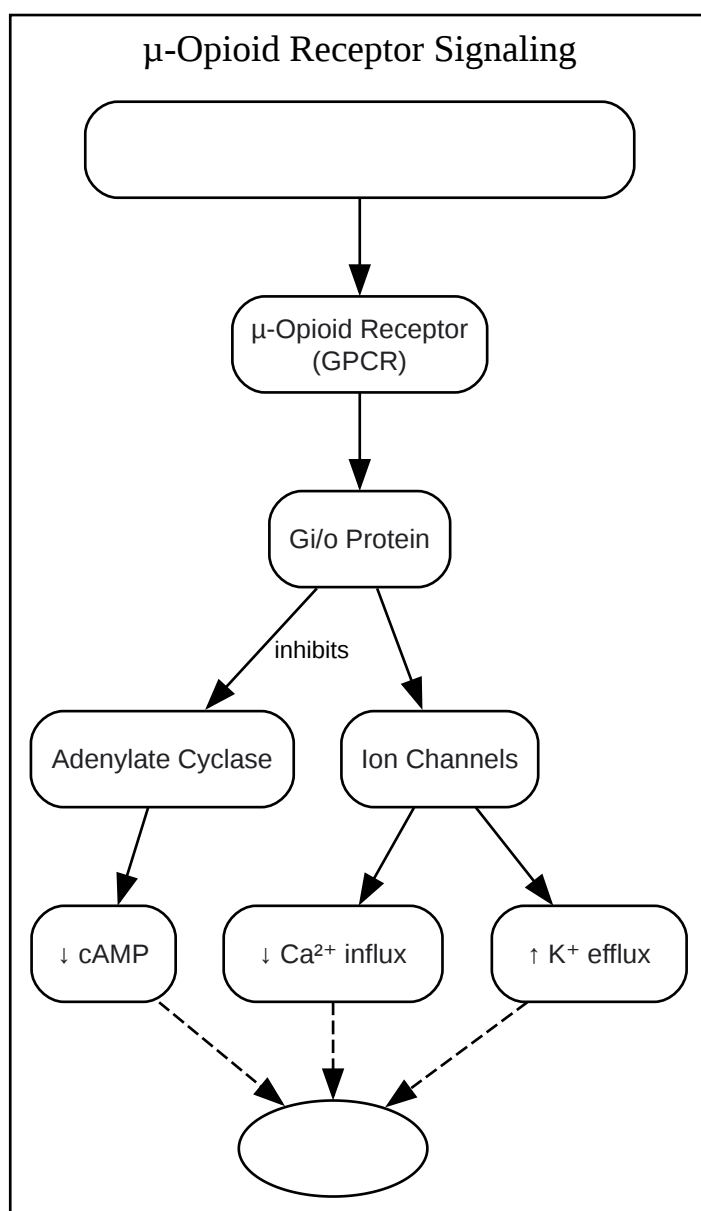 µ-Opioid Receptor Signaling
µ-Opioid Receptor
(GPCR)
Gi/o Protein
inhibits
Adenylate Cyclase
Ion Channels
↓ cAMP
↓ Ca²⁺ influx
↑ K⁺ efflux